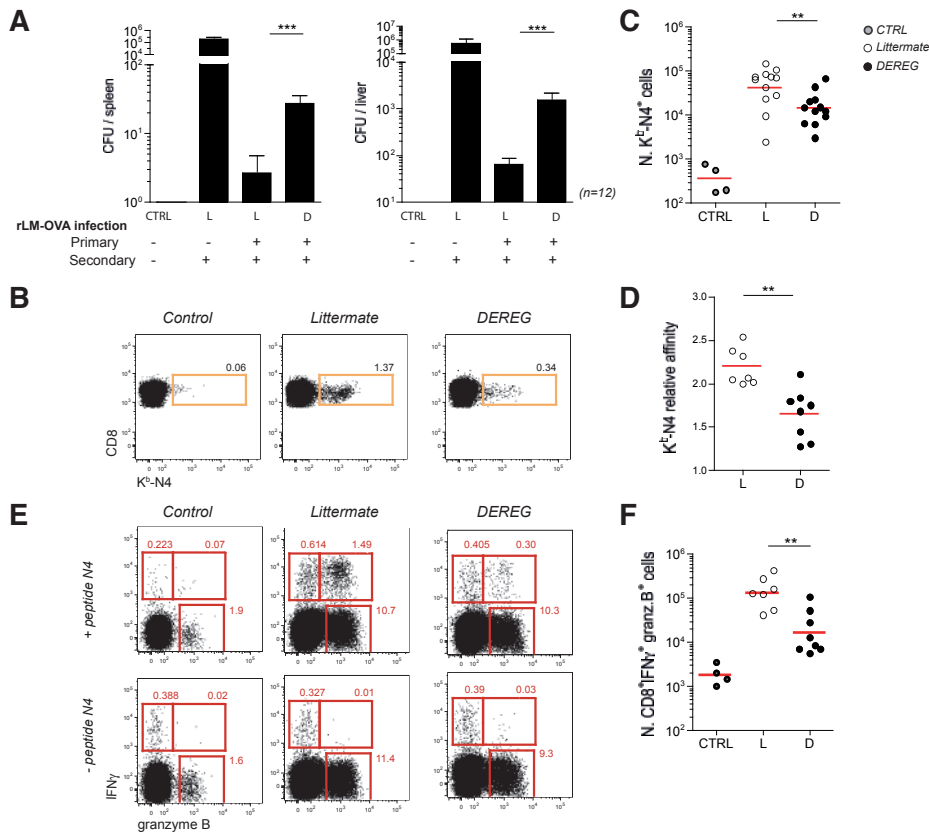 A
CFU / spleen
10⁶
10⁵
10⁴
10²
10¹
10⁰
***
CTRL L L D
rLM-OVA infection
Primary - - + +
Secondary - + + +
CFU / liver
10⁷
10⁶
10⁵
10⁴
10³
10²
10¹
***
(n=12)
CTRL L L D
- - + +
- + + +
C
CTRL
Littermate
DEREG
**
N. Kᵇ-N4⁺ cells
10⁶
10⁵
10⁴
10³
10²
CTRL L D
B
Control Littermate DEREG
0.06 1.37 0.34
CD8
Kᵇ-N4
D
**
Kᵇ-N4 relative affinity
3.0
2.5
2.0
1.5
1.0
L D
E
Control Littermate DEREG
+ peptide N4
0.223 0.07 0.614 1.49 0.405 0.30
1.9 10.7 10.3
- peptide N4
0.388 0.02 0.327 0.01 0.39 0.03
1.6 11.4 9.3
IFNγ
granzyme B
F
**
N. CD8⁺IFNγ⁺ granz.B⁺ cells
10⁶
10⁵
10⁴
10³
10²
CTRL L D